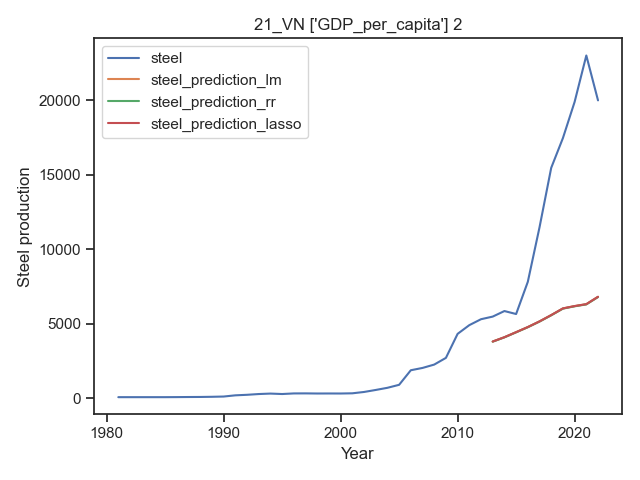 21_VN ['GDP_per_capita'] 2
steel
steel_prediction_lm
steel_prediction_rr
steel_prediction_lasso
Steel production
20000
15000
10000
5000
0
1980
1990
2000
2010
2020
Year